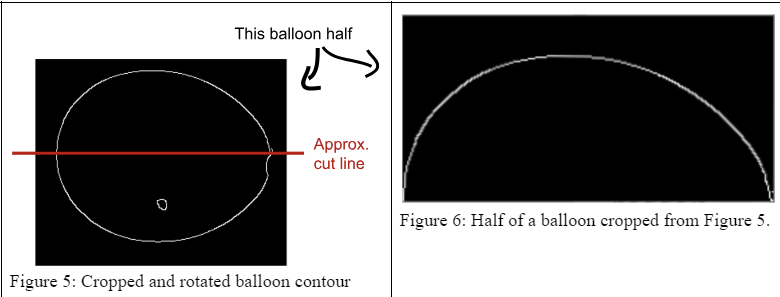 This balloon half
Approx.
cut line
Figure 5: Cropped and rotated balloon contour
Figure 6: Half of a balloon cropped from Figure 5.